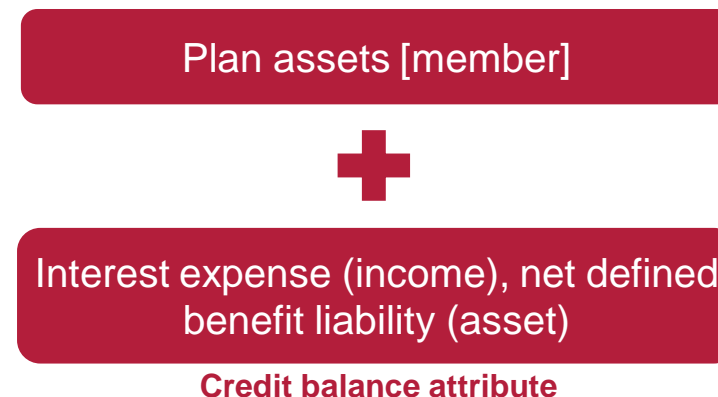 Plan assets [member]
Interest expense (income), net defined
benefit liability (asset)
Credit balance attribute